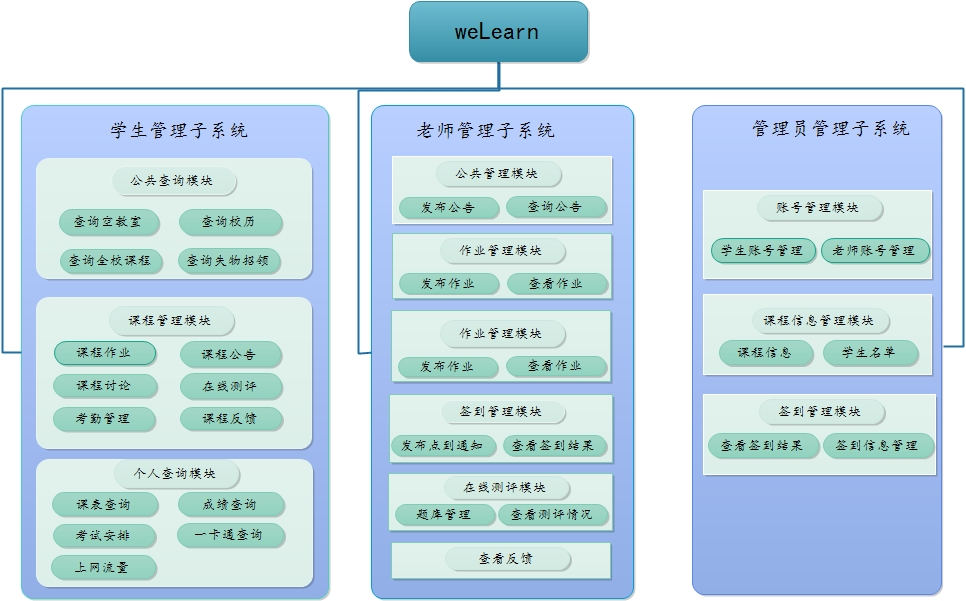 weLearn
学生管理子系统
公共查询模块
查询空教室
查询校历
查询全校课程
查询失物招领
课程管理模块
课程作业
课程公告
课程讨论
在线测评
考勤管理
课程反馈
个人查询模块
课表查询
成绩查询
考试安排
一卡通查询
上网流量
老师管理子系统
公共管理模块
发布公告
查询公告
作业管理模块
发布作业
查看作业
作业管理模块
发布作业
查看作业
签到管理模块
发布点到通知
查看签到结果
在线测评模块
题库管理
查看测评情况
查看反馈
管理员管理子系统
账号管理模块
学生账号管理
老师账号管理
课程信息管理模块
课程信息
学生名单
签到管理模块
查看签到结果
签到信息管理